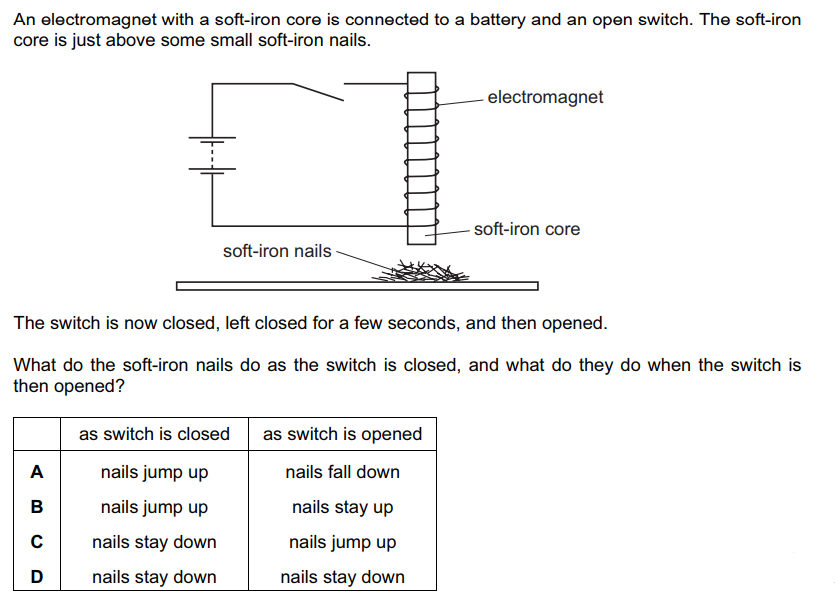 An electromagnet with a soft-iron core is connected to a battery and an open switch. The soft-iron
core is just above some small soft-iron nails.
electromagnet
soft-iron core
soft-iron nails
The switch is now closed, left closed for a few seconds, and then opened.
What do the soft-iron nails do as the switch is closed, and what do they do when the switch is
then opened?
as switch is closed as switch is opened
A nails jump up nails fall down
B nails jump up nails stay up
C nails stay down nails jump up
D nails stay down nails stay down